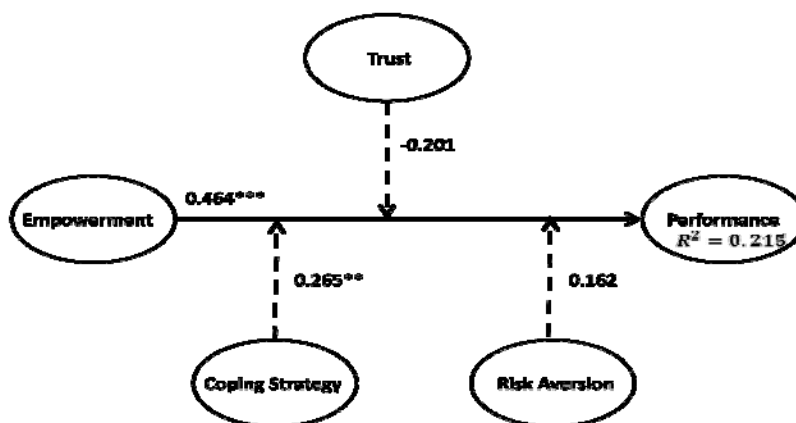 Trust
-0.201
0.464***
Empowerment
Performance
R² = 0.215
0.265**
0.162
Coping Strategy
Risk Aversion